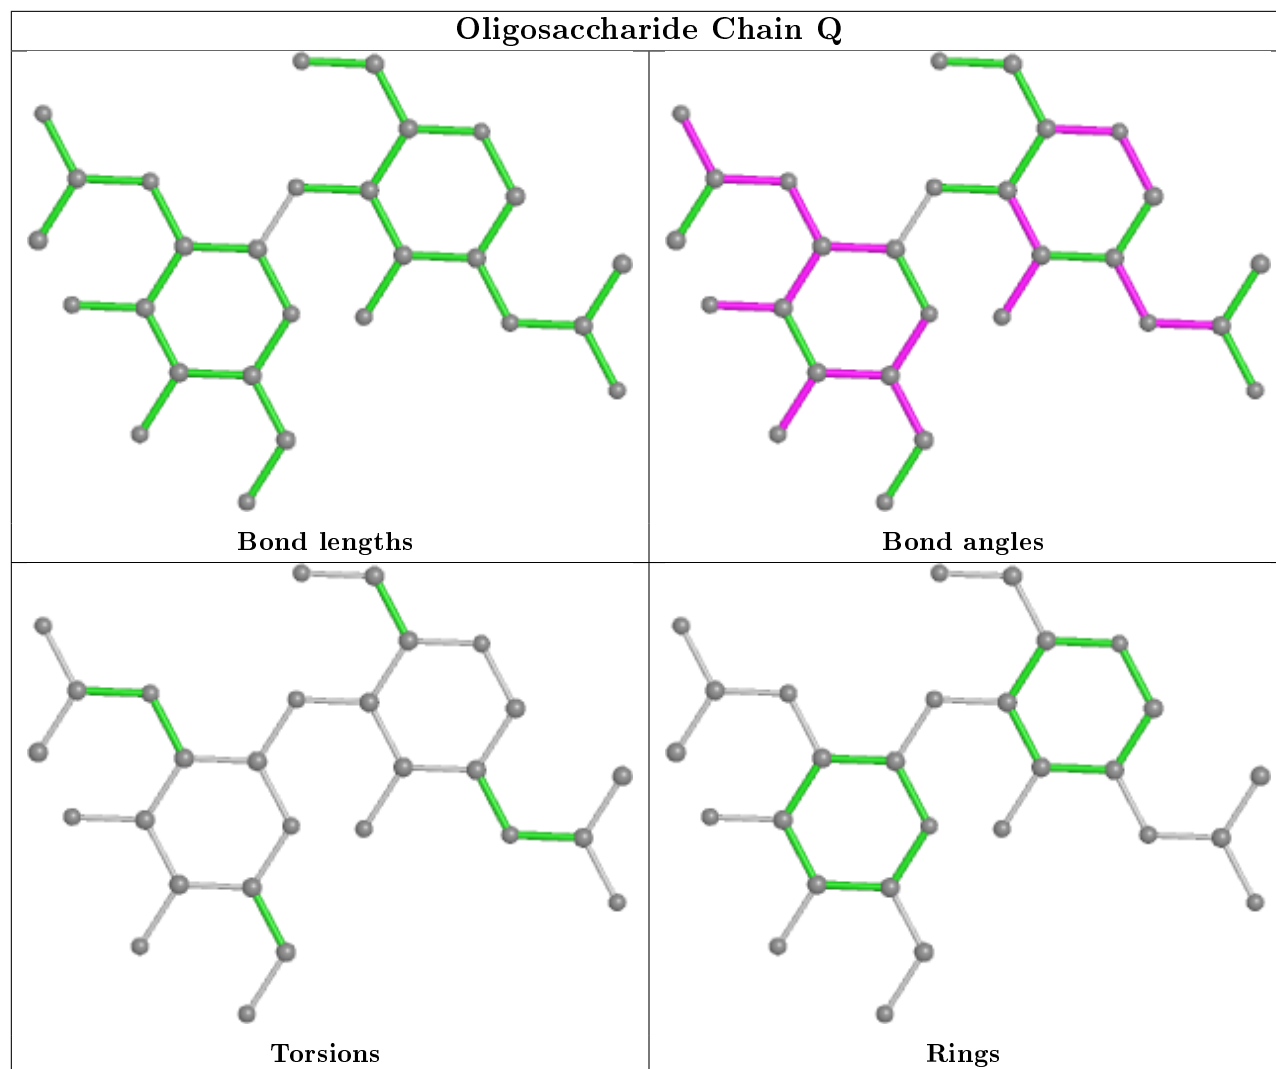 Oligosaccharide Chain Q
Bond lengths
Bond angles
Torsions
Rings